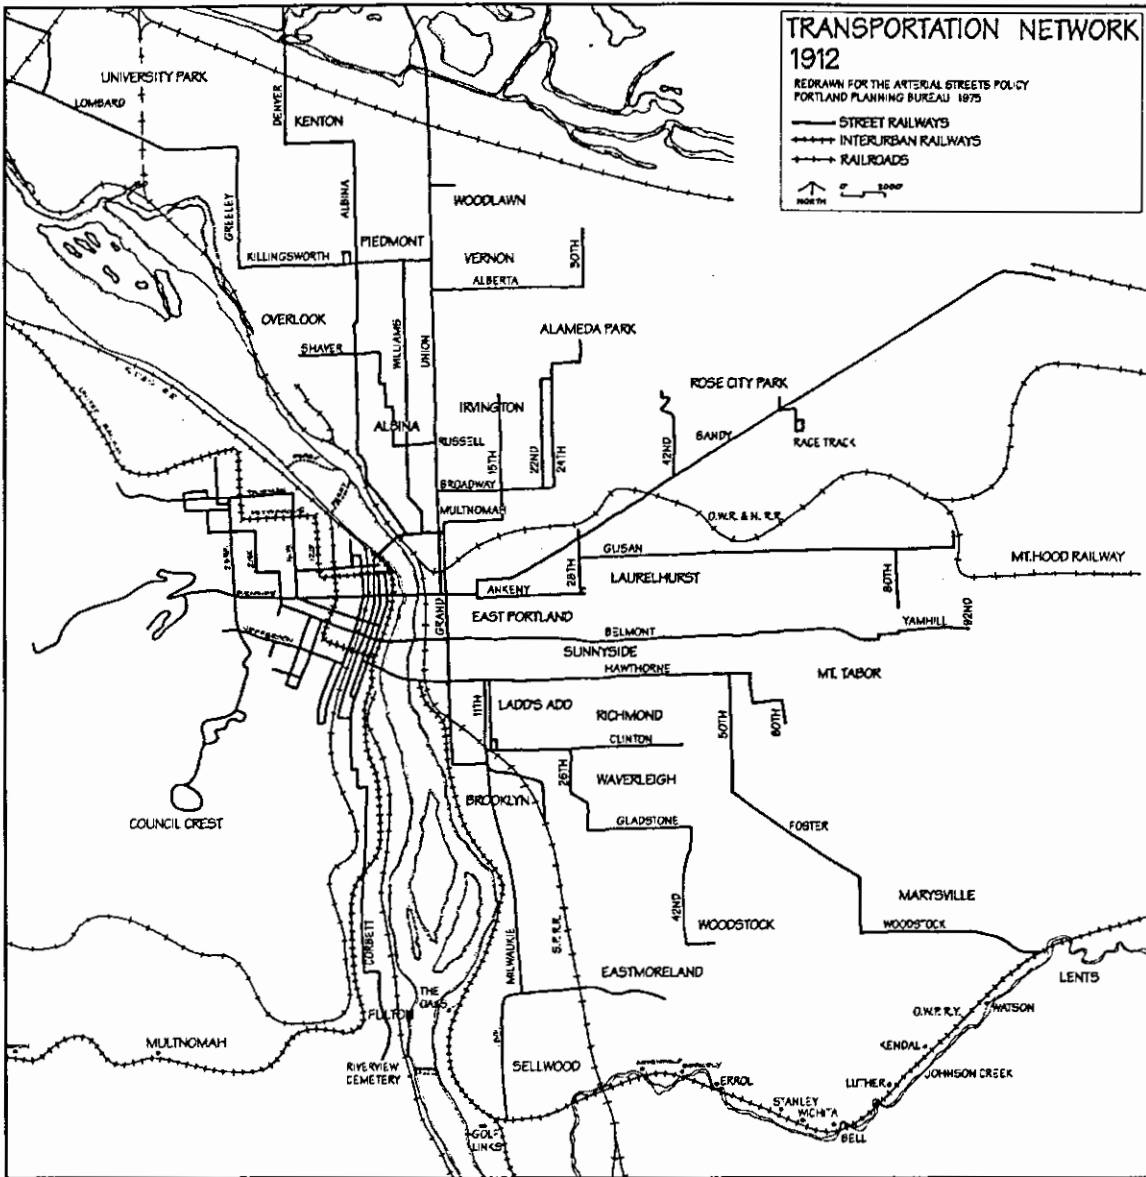 TRANSPORTATION NETWORK
1912
REDRAWN FOR THE ARTERIAL STREETS POLICY
PORTLAND PLANNING BUREAU 1975
STREET RAILWAYS
INTERURBAN RAILWAYS
RAILROADS
NORTH
0'
UNIVERSITY PARK
LOMBARD
DENVER
KENTON
GREELEY
ALBINA
WOODLAWN
PIEDMONT
KILLINGSWORTH
VERNON
30TH
ALBERTA
OVERLOOK
SHAVER
WILLIAMS
UNION
ALAMEDA PARK
ROSE CITY PARK
IRVINGTON
ALBINA
RUSSELL
15TH
22ND
24TH
42ND
SANDY
RACE TRACK
BROADWAY
MULTNOMAH
O.W.R. & N. R.R.
GLISAN
MT. HOOD RAILWAY
28TH
LAURELHURST
80TH
ANKENY
GRAND
EAST PORTLAND
YAMHILL
92ND
BELMONT
JEFFERSON
SUNNYSIDE
HAWTHORNE
MT. TABOR
11TH
LADD'S ADD
RICHMOND
50TH
60TH
CLINTON
26TH
WAVERLEIGH
BROOKLYN
COUNCIL CREST
GLADSTONE
FOSTER
MARYSVILLE
42ND
WOODSTOCK
WOODSTOCK
CORBETT
MILWAUKIE
S.P. R.R.
EASTMORELAND
LENTS
THE
OAKS
FULTON
O.W.P. R.Y.
WATSON
MULTNOMAH
KENDAL
RIVERVIEW
CEMETERY
SELLWOOD
JOHNSON CREEK
LUTHER
ERROL
STANLEY
WICHITA
BELL
GOLF
LINKS